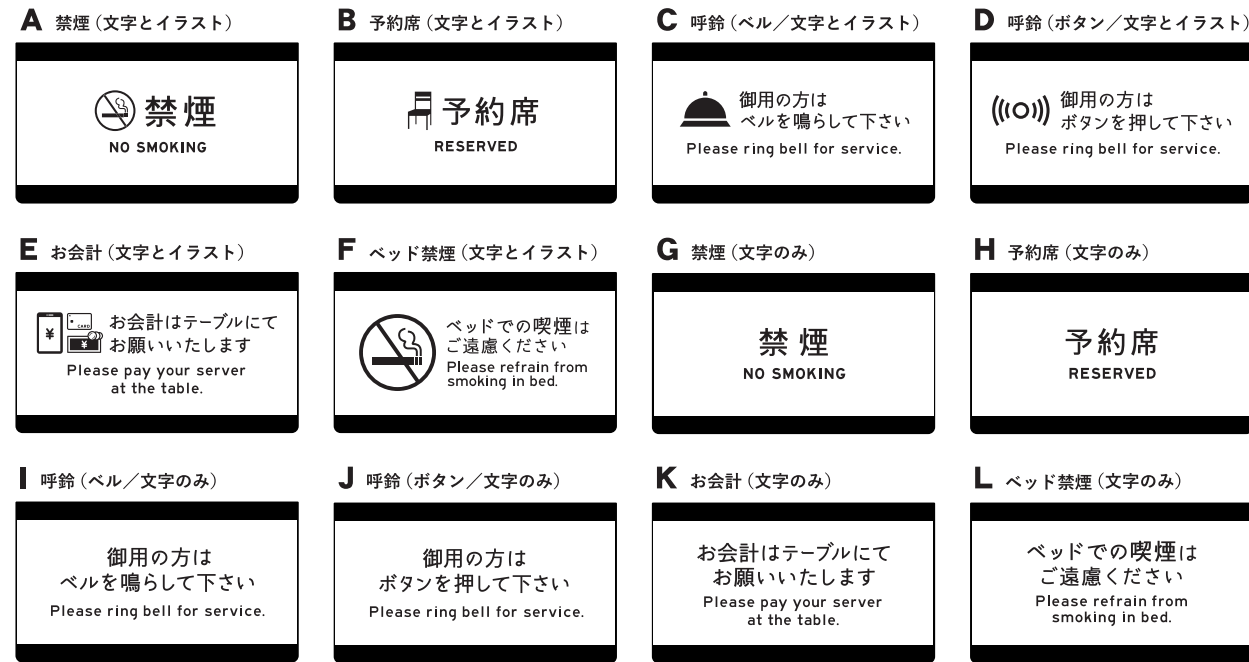 A 禁煙（文字とイラスト）
禁煙
NO SMOKING
B 予約席（文字とイラスト）
予約席
RESERVED
C 呼鈴（ベル／文字とイラスト）
御用の方は
ベルを鳴らして下さい
Please ring bell for service.
D 呼鈴（ボタン／文字とイラスト）
御用の方は
ボタンを押して下さい
Please ring bell for service.
E お会計（文字とイラスト）
¥
CARD
¥
お会計はテーブルにて
お願いいたします
Please pay your server
at the table.
F ベッド禁煙（文字とイラスト）
ベッドでの喫煙は
ご遠慮ください
Please refrain from
smoking in bed.
G 禁煙（文字のみ）
禁煙
NO SMOKING
H 予約席（文字のみ）
予約席
RESERVED
I 呼鈴（ベル／文字のみ）
御用の方は
ベルを鳴らして下さい
Please ring bell for service.
J 呼鈴（ボタン／文字のみ）
御用の方は
ボタンを押して下さい
Please ring bell for service.
K お会計（文字のみ）
お会計はテーブルにて
お願いいたします
Please pay your server
at the table.
L ベッド禁煙（文字のみ）
ベッドでの喫煙は
ご遠慮ください
Please refrain from
smoking in bed.